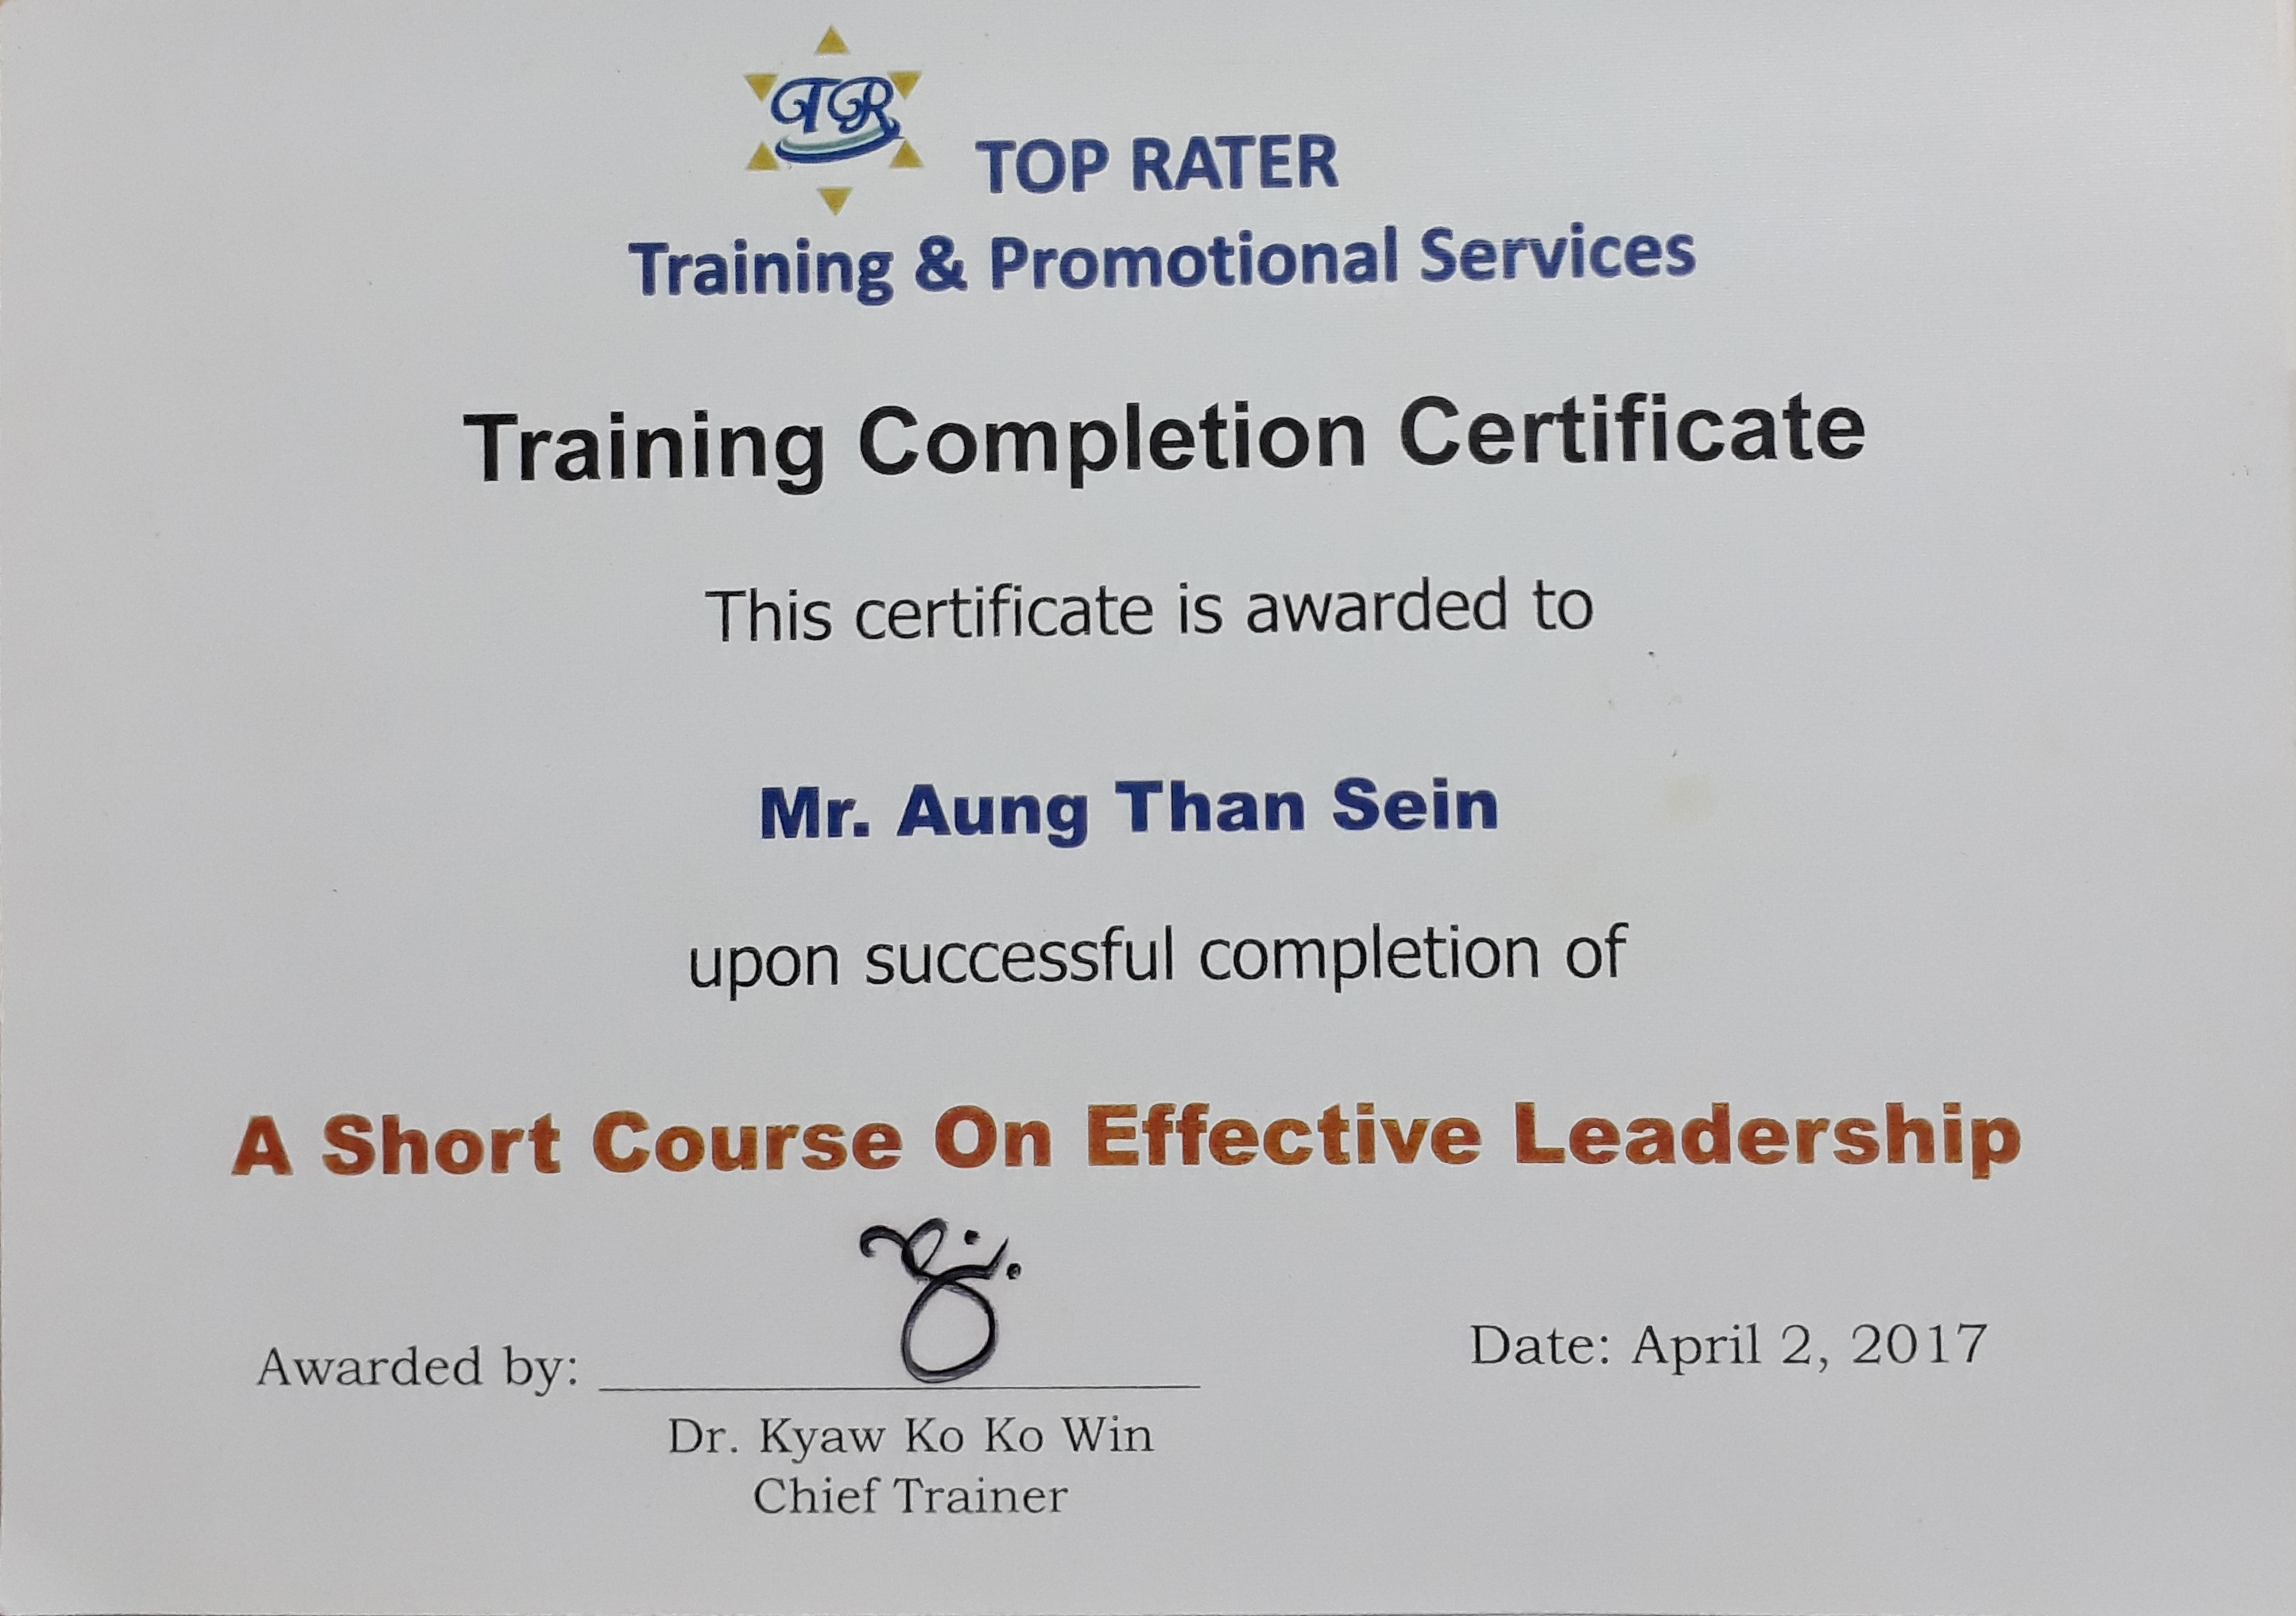 TR
TOP RATER
Training & Promotional Services
Training Completion Certificate
This certificate is awarded to
Mr. Aung Than Sein
upon successful completion of
A Short Course On Effective Leadership
Awarded by:
Date: April 2, 2017
Dr. Kyaw Ko Ko Win
Chief Trainer